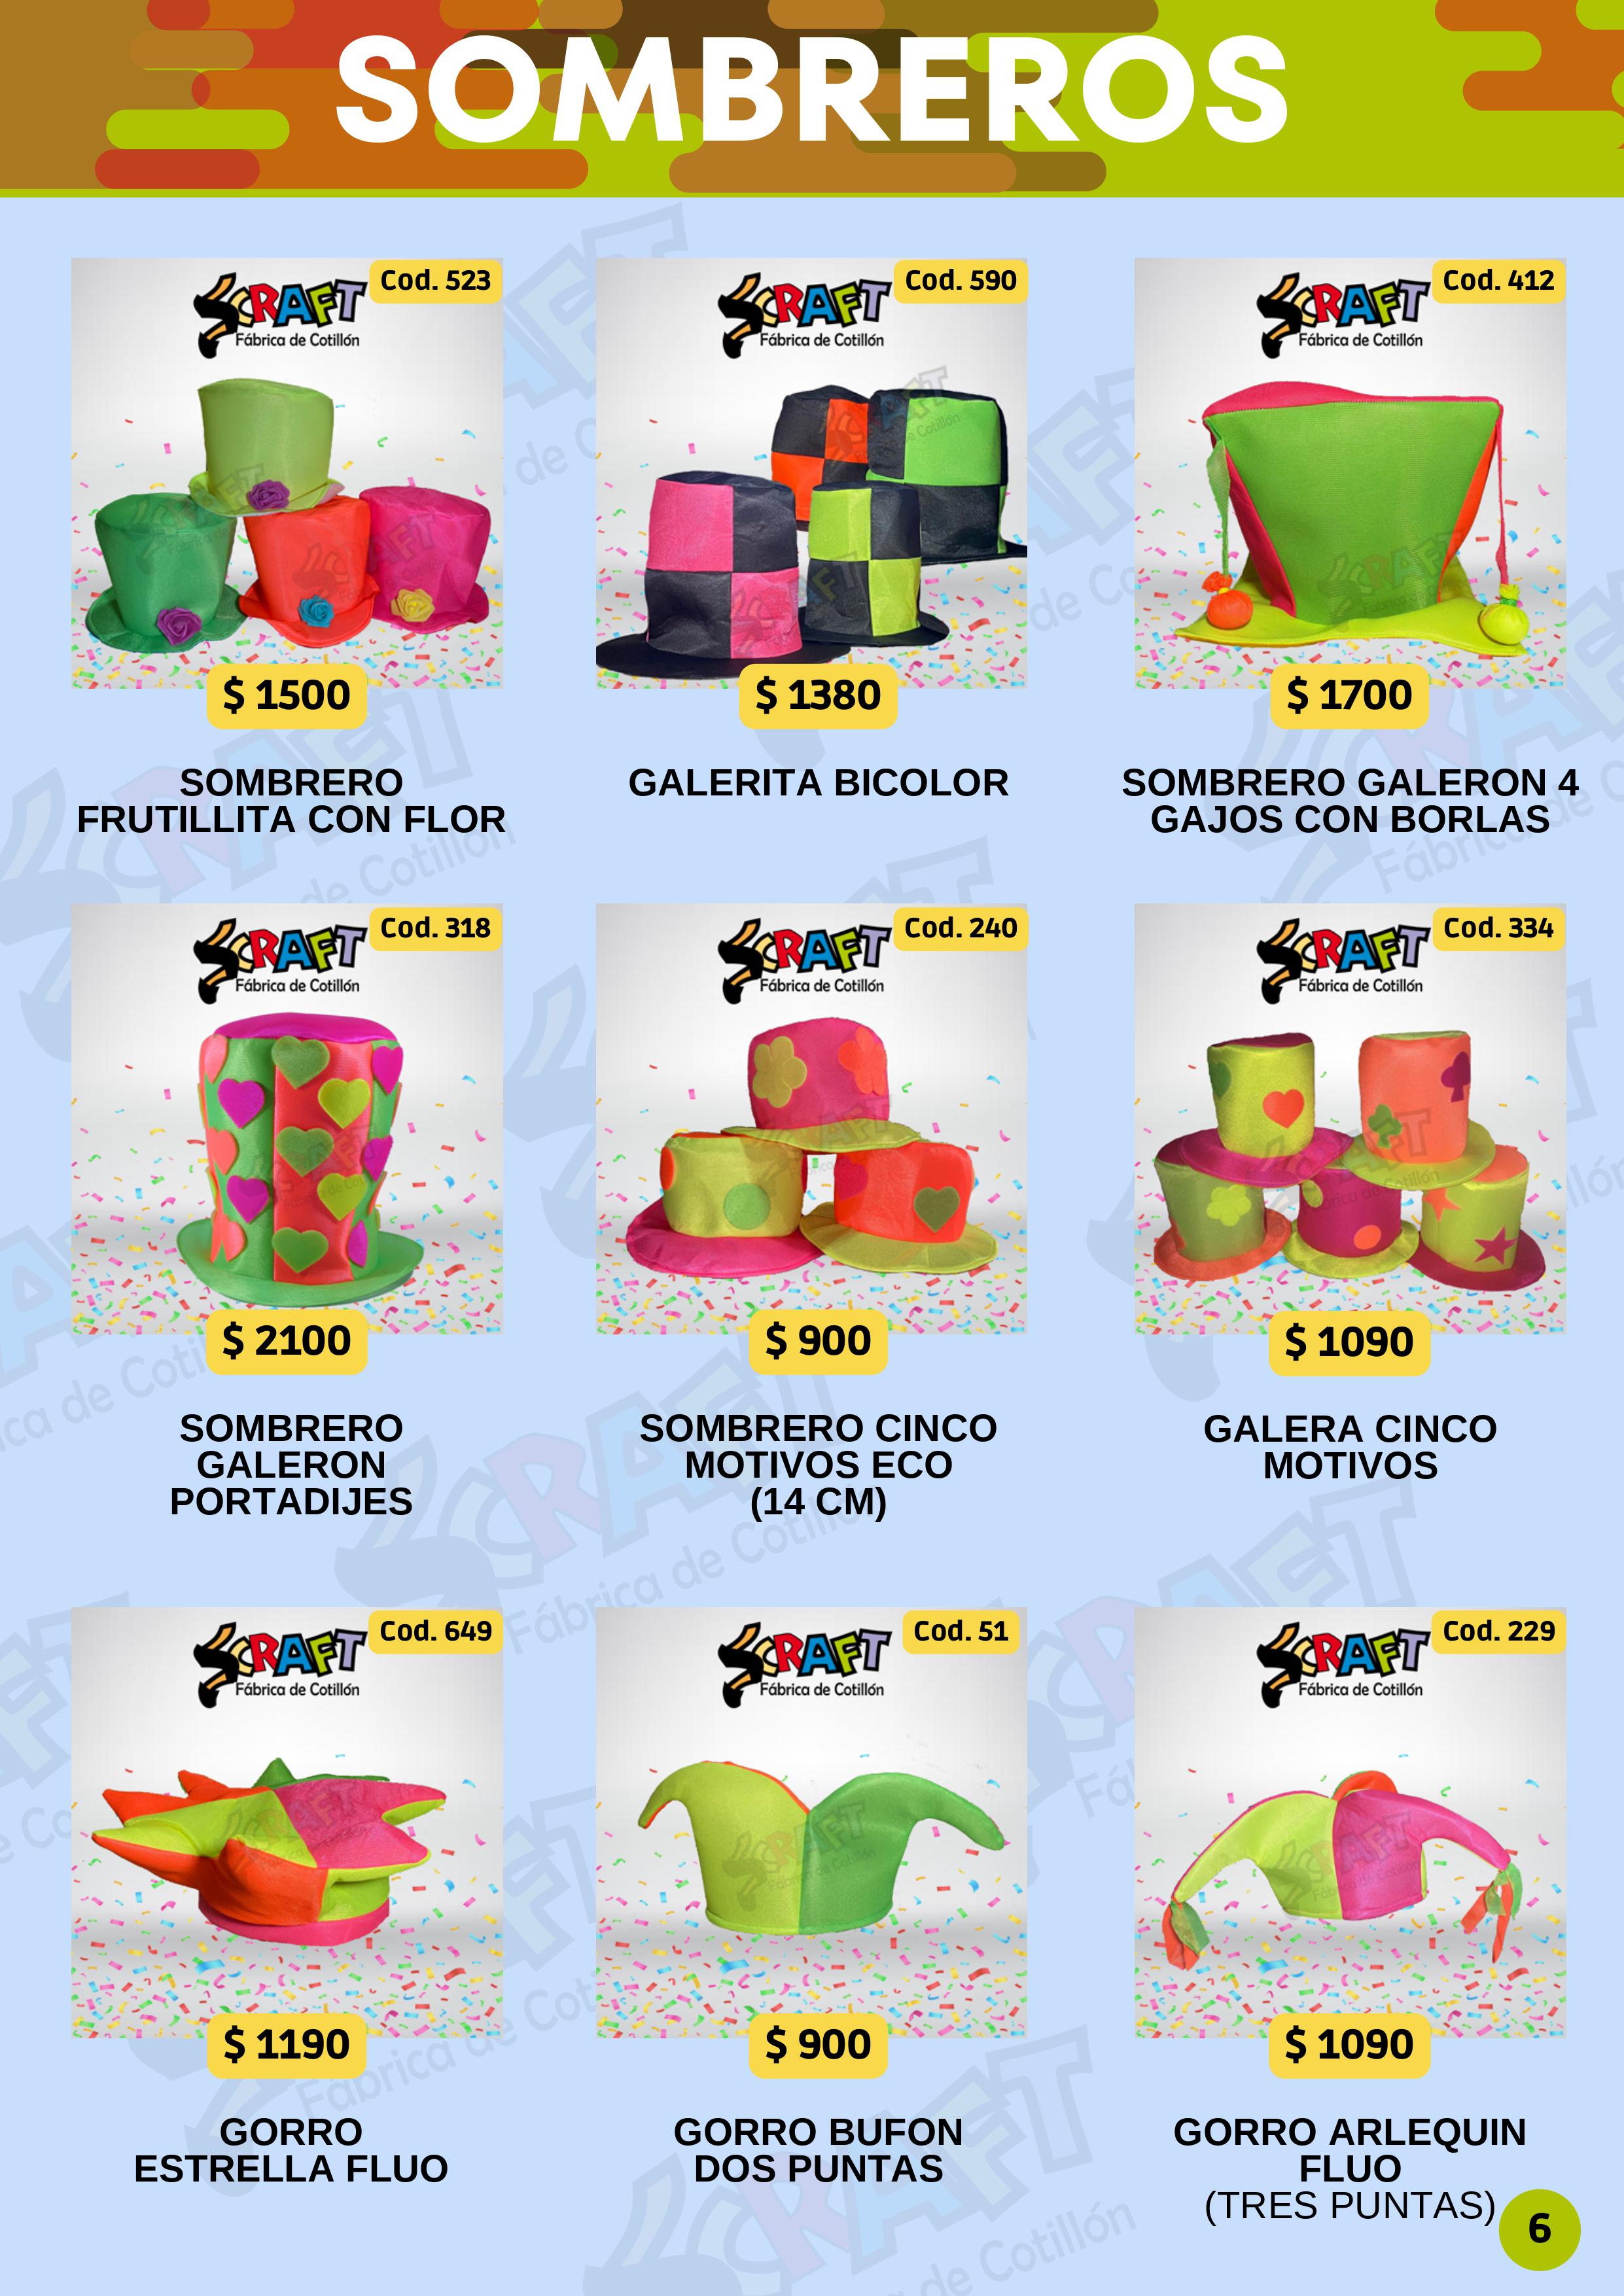 SOMBREROS
SCRAFT
Fábrica de Cotillón
Cod. 523
SCRAFT
Fábrica de Cotillón
Cod. 590
SCRAFT
Fábrica de Cotillón
Cod. 412
$ 1500
$ 1380
$ 1700
SOMBRERO
FRUTILLITA CON FLOR
GALERITA BICOLOR
SOMBRERO GALERON 4
GAJOS CON BORLAS
SCRAFT
Fábrica de Cotillón
Cod. 318
SCRAFT
Fábrica de Cotillón
Cod. 240
SCRAFT
Fábrica de Cotillón
Cod. 334
$ 2100
$ 900
$ 1090
SOMBRERO
GALERON
PORTADIJES
SOMBRERO CINCO
MOTIVOS ECO
(14 CM)
GALERA CINCO
MOTIVOS
SCRAFT
Fábrica de Cotillón
Cod. 649
SCRAFT
Fábrica de Cotillón
Cod. 51
SCRAFT
Fábrica de Cotillón
Cod. 229
$ 1190
$ 900
$ 1090
GORRO
ESTRELLA FLUO
GORRO BUFON
DOS PUNTAS
GORRO ARLEQUIN
FLUO
(TRES PUNTAS)
6